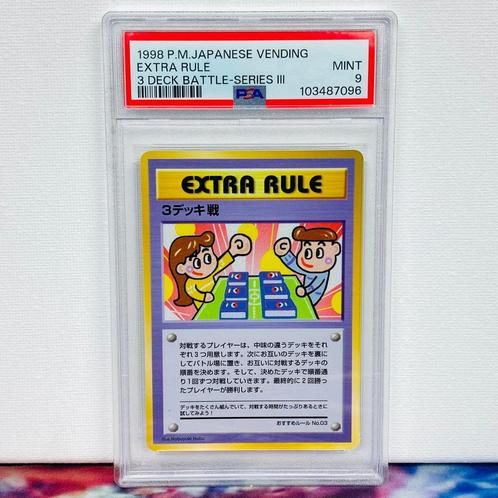 1998 P.M.JAPANESE VENDING
EXTRA RULE MINT
3 DECK BATTLE-SERIES III 9
PSA 103487096
EXTRA RULE
3デッキ戦
対戦するプレイヤーは、中味の違うデッキをそ
れぞれ3つ用意します。次にお互いのデッキを裏に
してバトル場に置き、お互いに対戦するデッキの
順番を決めます。そして、決めたデッキで順番通
り1回ずつ対戦していきます。最終的に2回勝っ
たプレイヤーが勝利します。
デッキをたくさん組んでいて、対戦する時間がたっぷりあるときに
試してみよう!
おすすめルール No.03
Illus.